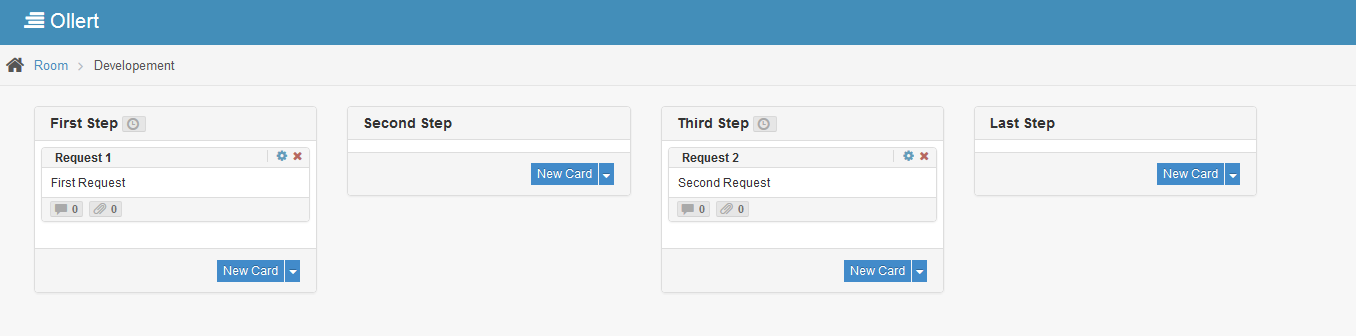 Ollert
Room > Developement
First Step
Request 1
First Request
0 0
New Card
Second Step
New Card
Third Step
Request 2
Second Request
0 0
New Card
Last Step
New Card